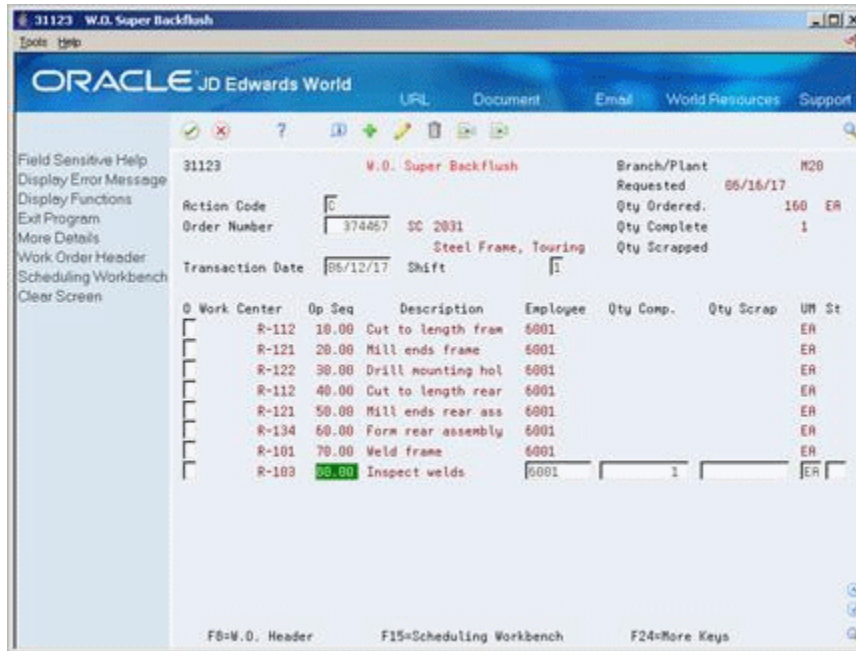 31123 W.O. Super Backflush
Tools Help
ORACLE JD Edwards World
URL Document Email World Resources Support
Field Sensitive Help
Display Error Message
Display Functions
Exit Program
More Details
Work Order Header
Scheduling Workbench
Clear Screen
31123 W.O. Super Backflush Branch/Plant M20
Requested 06/16/17
Action Code C Qty Ordered. 160 EA
Order Number 374467 SC 2031 Qty Complete 1
Steel Frame, Touring Qty Scrapped
Transaction Date 06/12/17 Shift 1
O Work Center Op Seq Description Employee Qty Comp. Qty Scrap UM St
R-112 10.00 Cut to length fram 6001 EA
R-121 20.00 Mill ends frame 6001 EA
R-122 30.00 Drill mounting hol 6001 EA
R-112 40.00 Cut to length rear 6001 EA
R-121 50.00 Mill ends rear ass 6001 EA
R-134 60.00 Form rear assembly 6001 EA
R-101 70.00 Weld frame 6001 EA
R-103 80.00 Inspect welds 6001 1 EA
F8=W.O. Header F15=Scheduling Workbench F24=More Keys